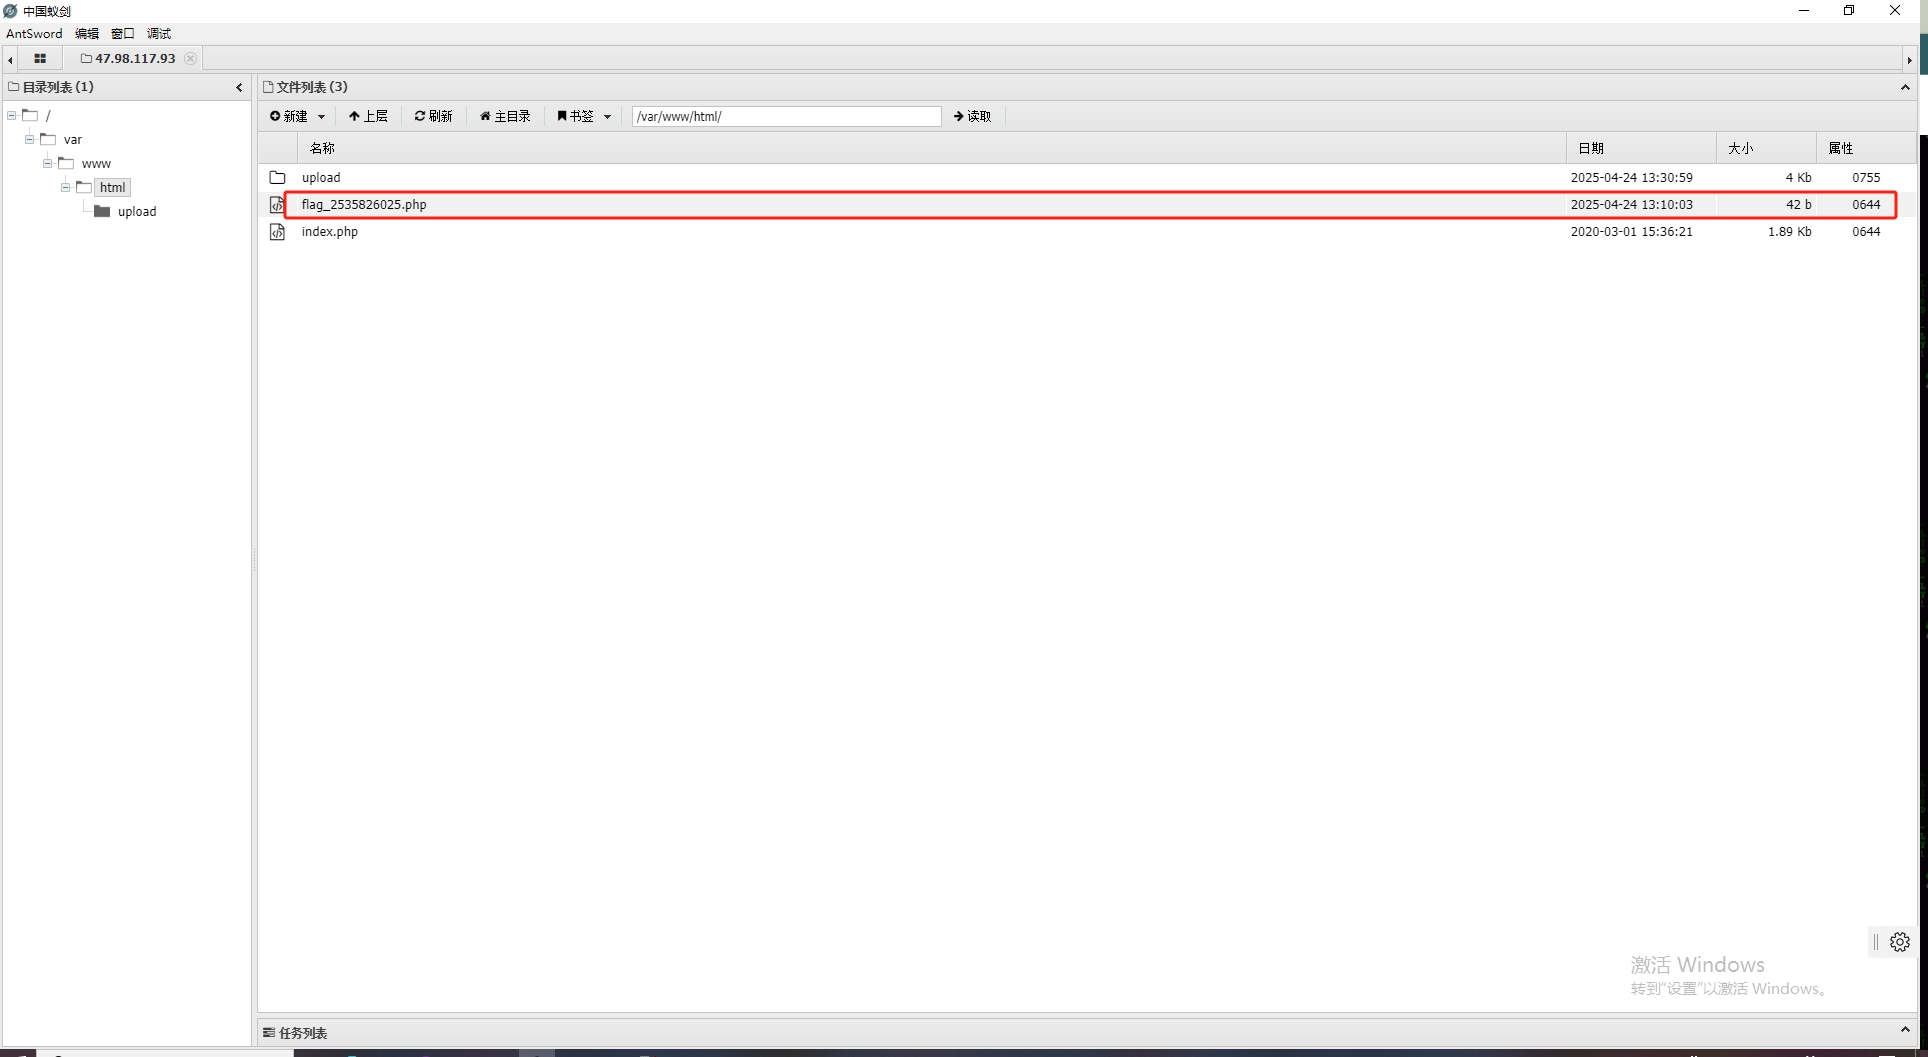 中国蚁剑
AntSword 编辑 窗口 调试
47.98.117.93
目录列表 (1)
/
var
www
html
upload
文件列表 (3)
新建 上层 刷新 主目录 书签 /var/www/html/ 读取
名称 日期 大小 属性
upload 2025-04-24 13:30:59 4 Kb 0755
flag_2535826025.php 2025-04-24 13:10:03 42 b 0644
index.php 2020-03-01 15:36:21 1.89 Kb 0644
激活 Windows
转到“设置”以激活 Windows。
任务列表